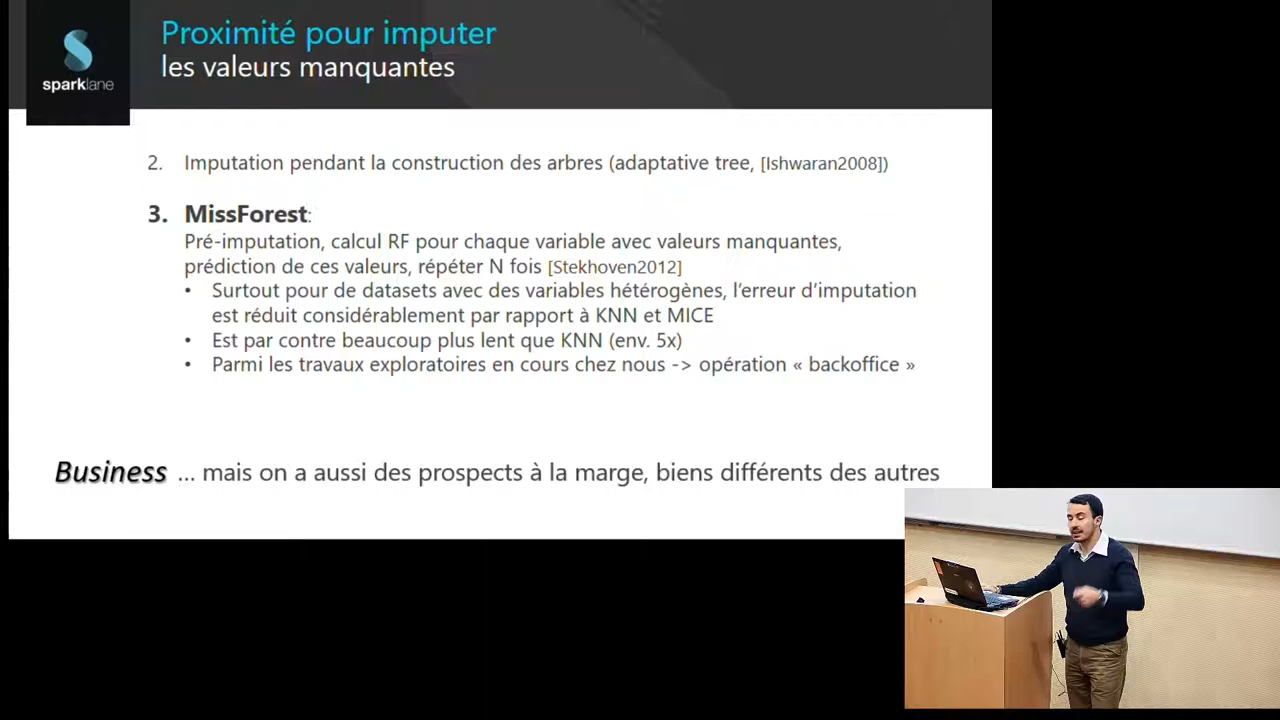 Proximité pour imputer
les valeurs manquantes
sparklane
2. Imputation pendant la construction des arbres (adaptative tree, [Ishwaran2008])
3. MissForest:
Pré-imputation, calcul RF pour chaque variable avec valeurs manquantes,
prédiction de ces valeurs, répéter N fois [Stekhoven2012]
• Surtout pour de datasets avec des variables hétérogènes, l'erreur d'imputation
est réduit considérablement par rapport à KNN et MICE
• Est par contre beaucoup plus lent que KNN (env. 5x)
• Parmi les travaux exploratoires en cours chez nous -> opération « backoffice »
Business ... mais on a aussi des prospects à la marge, biens différents des autres